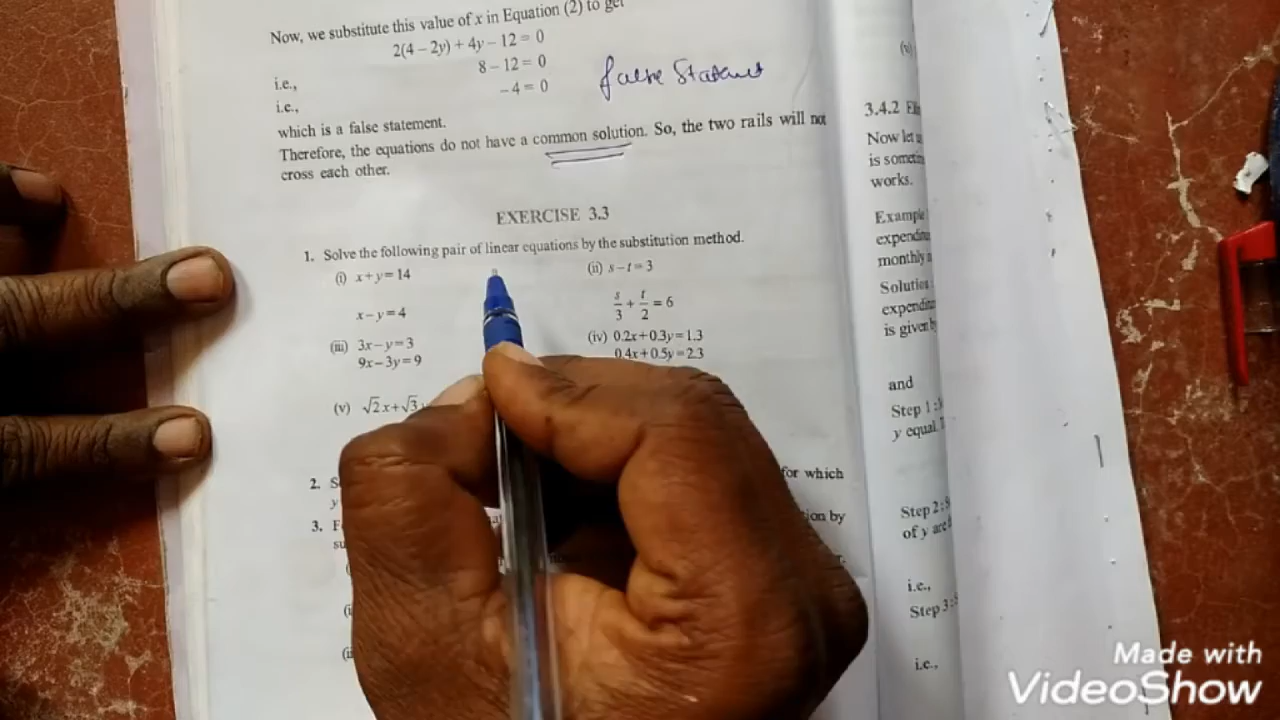 Now, we substitute this value of x in Equation (2) to get
2(4 – 2y) + 4y – 12 = 0
i.e., 8 – 12 = 0
i.e., – 4 = 0
false Statement
which is a false statement.
Therefore, the equations do not have a common solution. So, the two rails will not
cross each other.
EXERCISE 3.3
1. Solve the following pair of linear equations by the substitution method.
(i) x + y = 14
(ii) s – t = 3
x – y = 4
s/3 + t/2 = 6
(iii) 3x – y = 3
(iv) 0.2x + 0.3y = 1.3
9x – 3y = 9
0.4x + 0.5y = 2.3
(v) √2 x + √3
2.
for which
y
3.
ion by
su
(v)
3.4.2
Now let
is
works.
Example
monthly
is given by
and
Step 1 :
y equal.
Step 2 :
of y are
i.e.,
Step 3 :
i.e.,
Made with
VideoShow